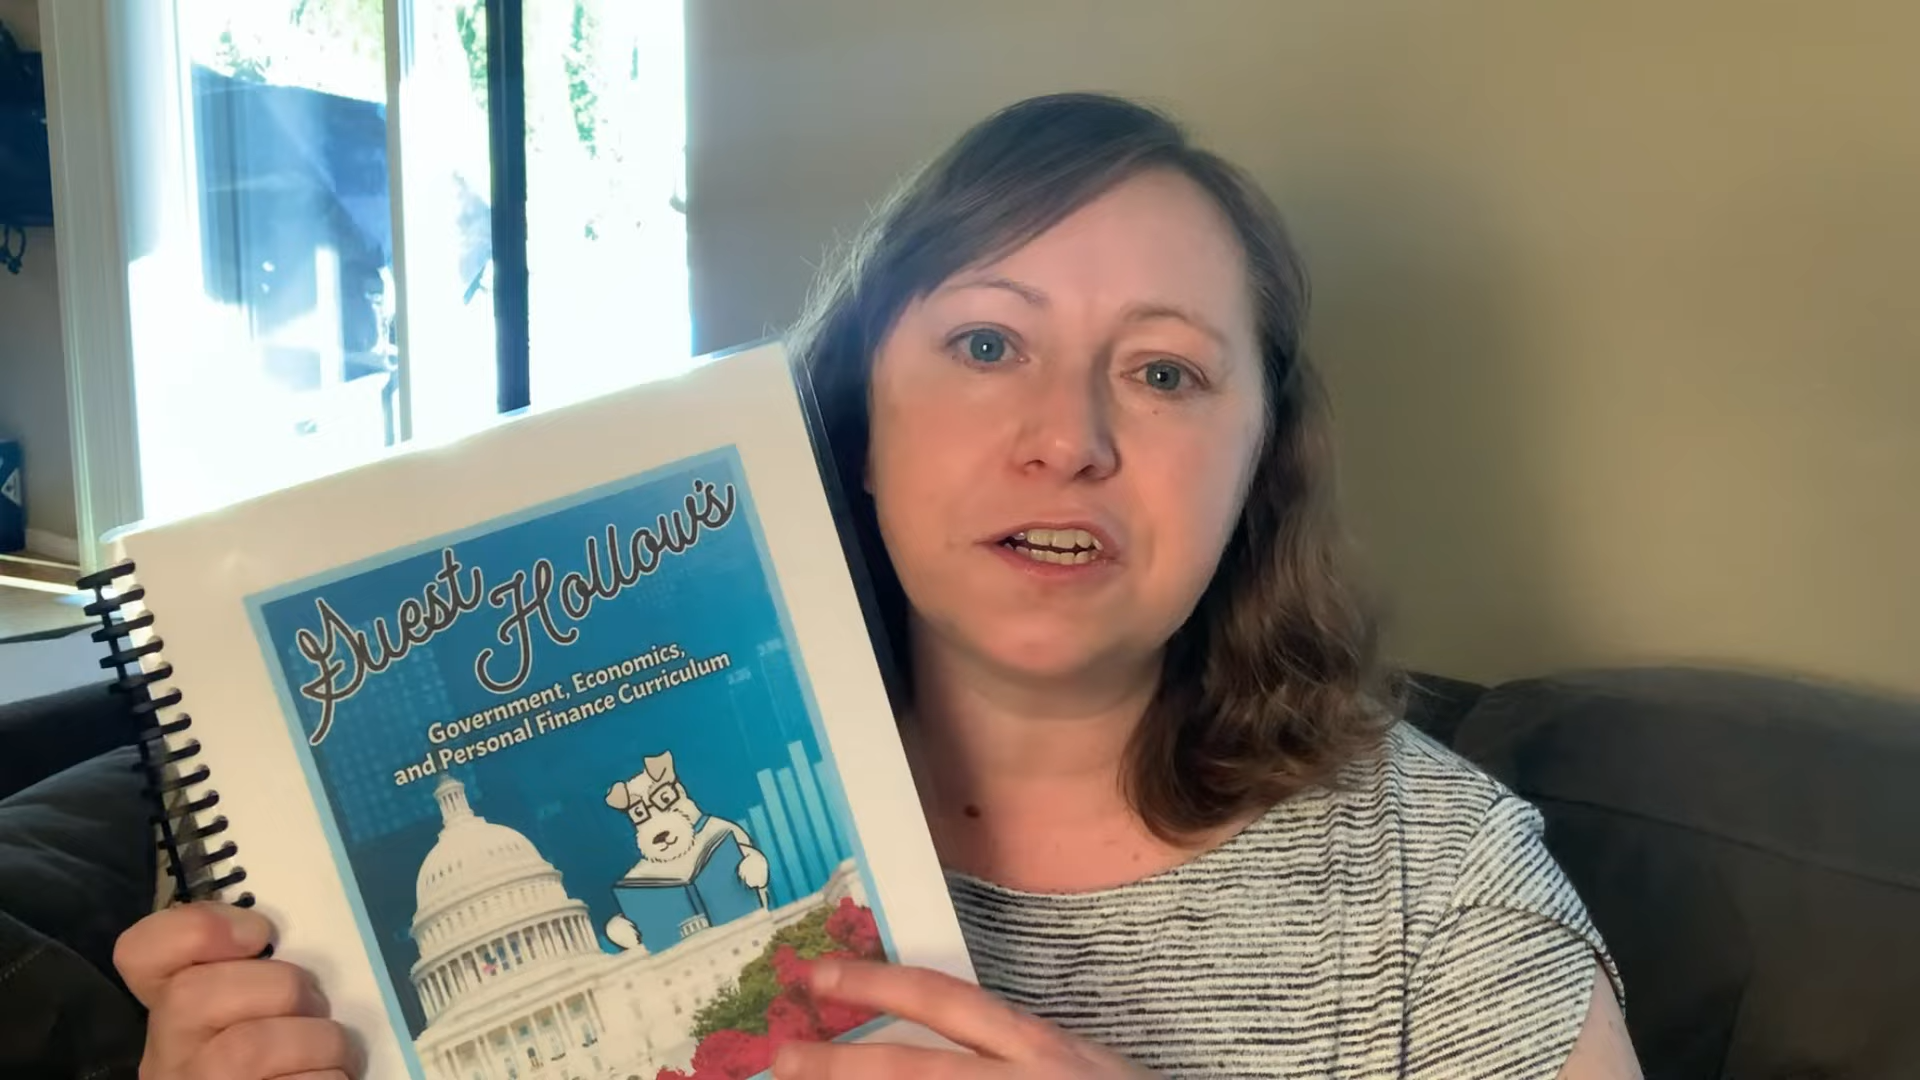 Guest
Hollow's
Government, Economics,
and Personal Finance Curriculum